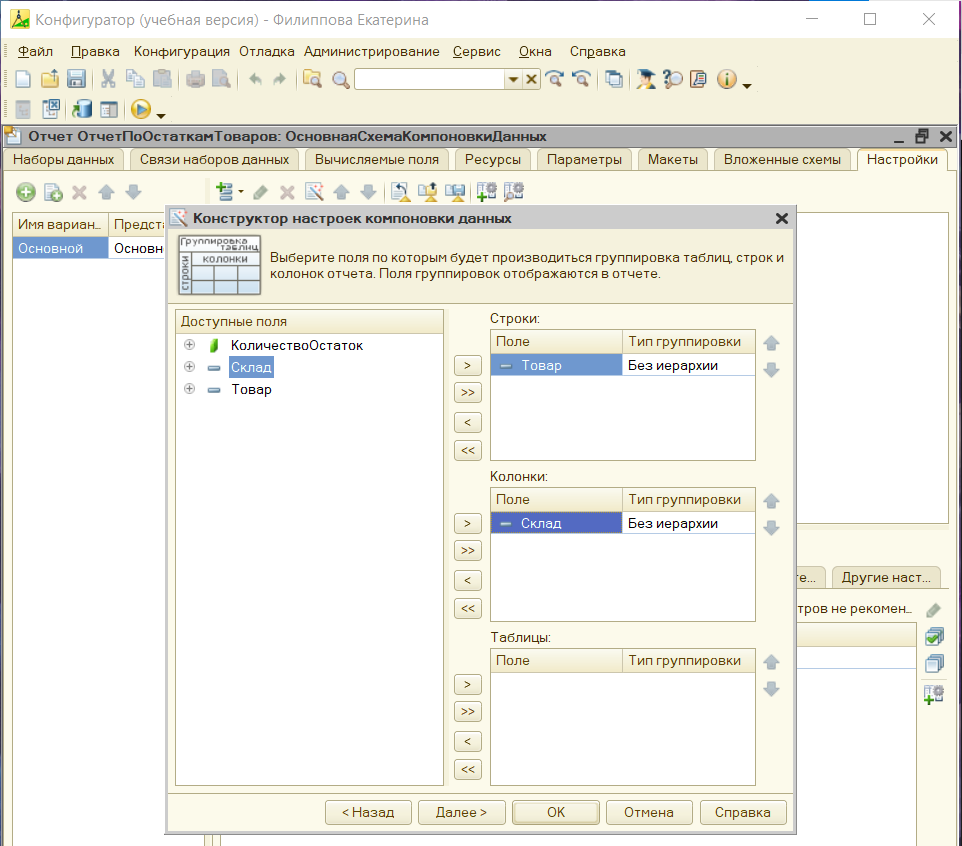 Конфигуратор (учебная версия) - Филиппова Екатерина
Файл Правка Конфигурация Отладка Администрирование Сервис Окна Справка
Отчет ОтчетПоОстаткамТоваров: ОсновнаяСхемаКомпоновкиДанных
Наборы данных Связи наборов данных Вычисляемые поля Ресурсы Параметры Макеты Вложенные схемы Настройки
Имя вариан... Предст
Основной Основн
Конструктор настроек компоновки данных
Группировка таблиц
строки колонки
Выберите поля по которым будет производиться группировка таблиц, строк и
колонок отчета. Поля группировок отображаются в отчете.
Доступные поля
КоличествоОстаток
Склад
Товар
Строки:
Поле Тип группировки
Товар Без иерархии
>
>>
<
<<
Колонки:
Поле Тип группировки
Склад Без иерархии
>
>>
<
<<
Таблицы:
Поле Тип группировки
>
>>
<
<<
те... Другие наст...
тров не рекомен...
< Назад Далее > OK Отмена Справка